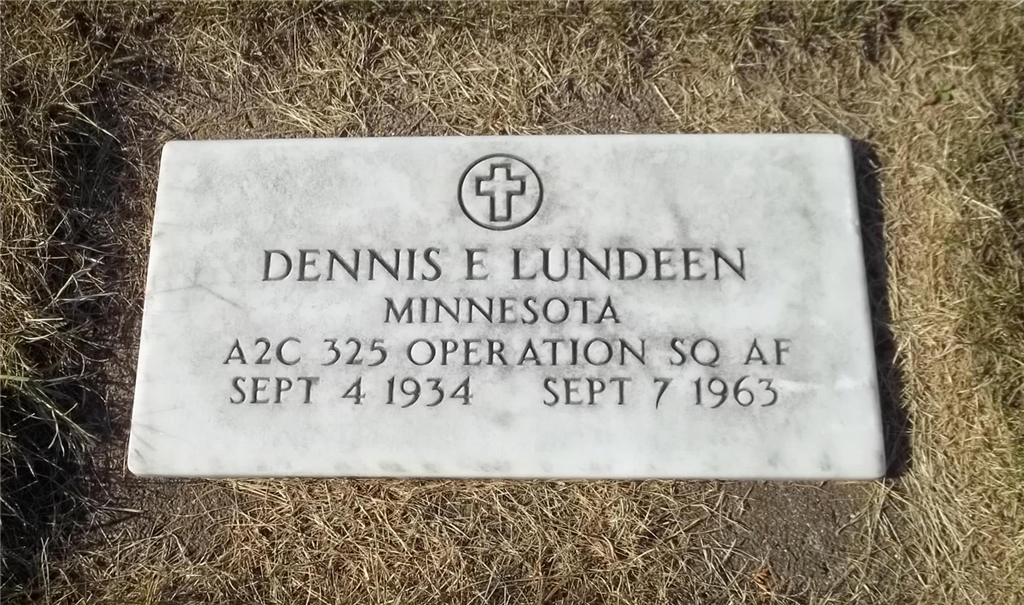 DENNIS E LUNDEEN
MINNESOTA
A2C 325 OPERATION SQ AF
SEPT 4 1934 SEPT 7 1963